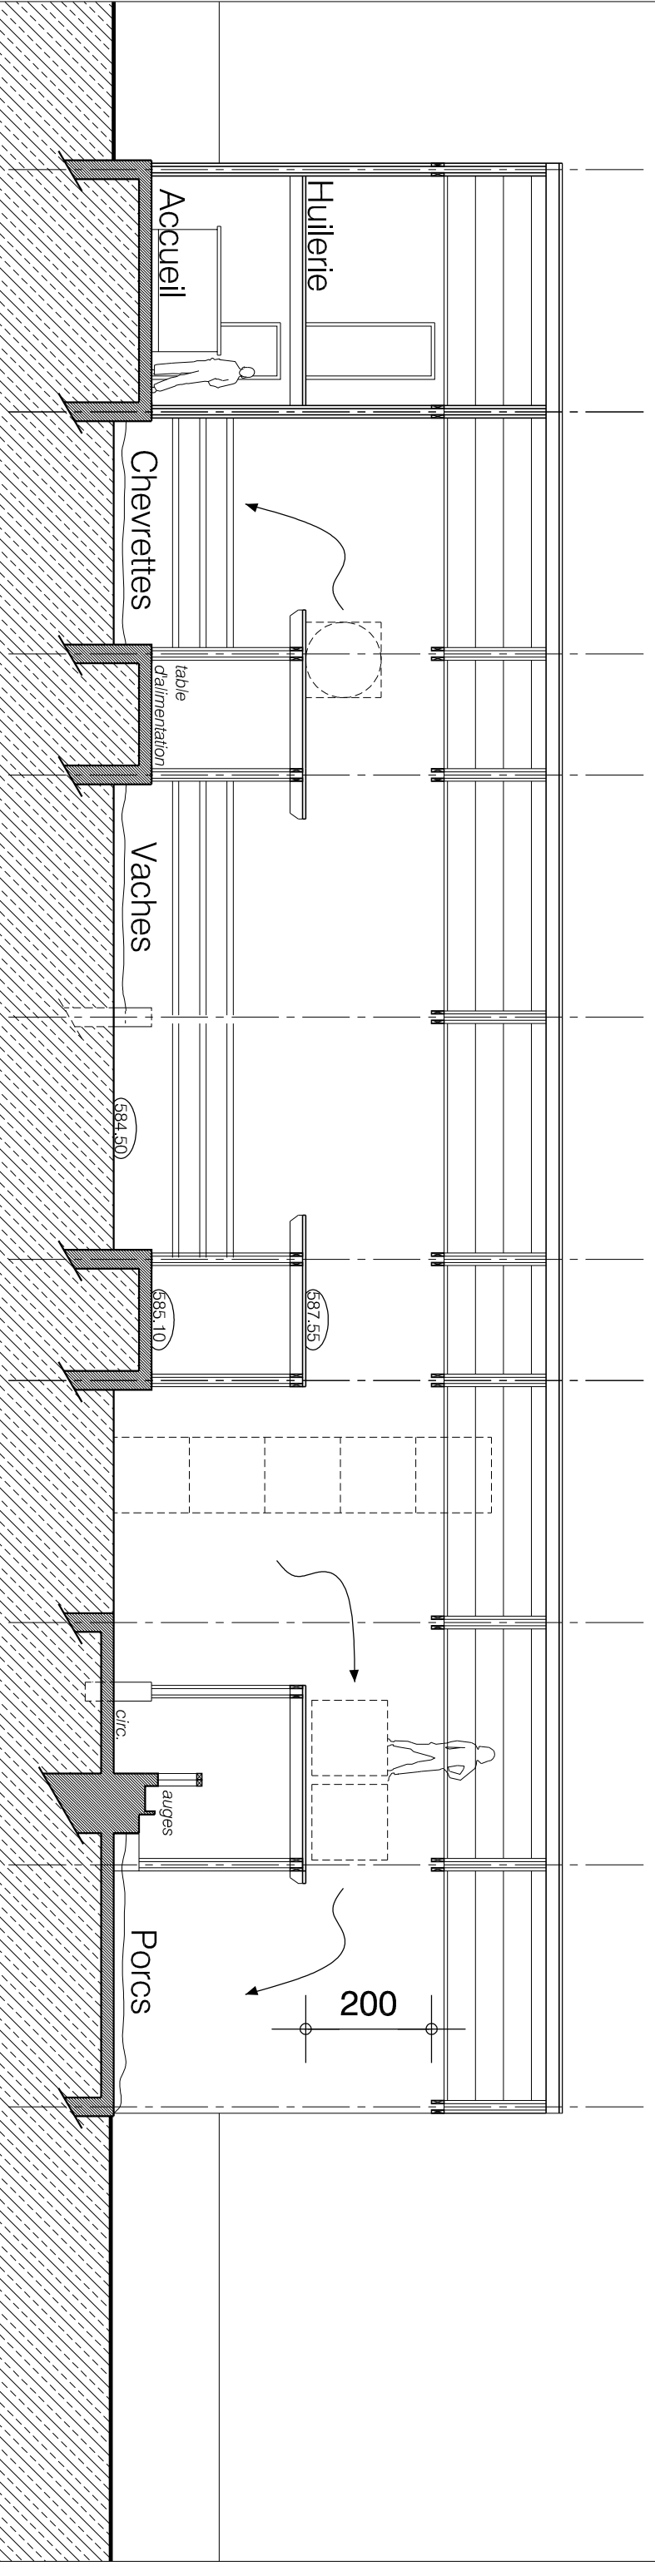 Huilerie
Accueil
Chevrettes
table
d'alimentation
Vaches
584.50
587.55
585.10
circ.
auges
Porcs
200